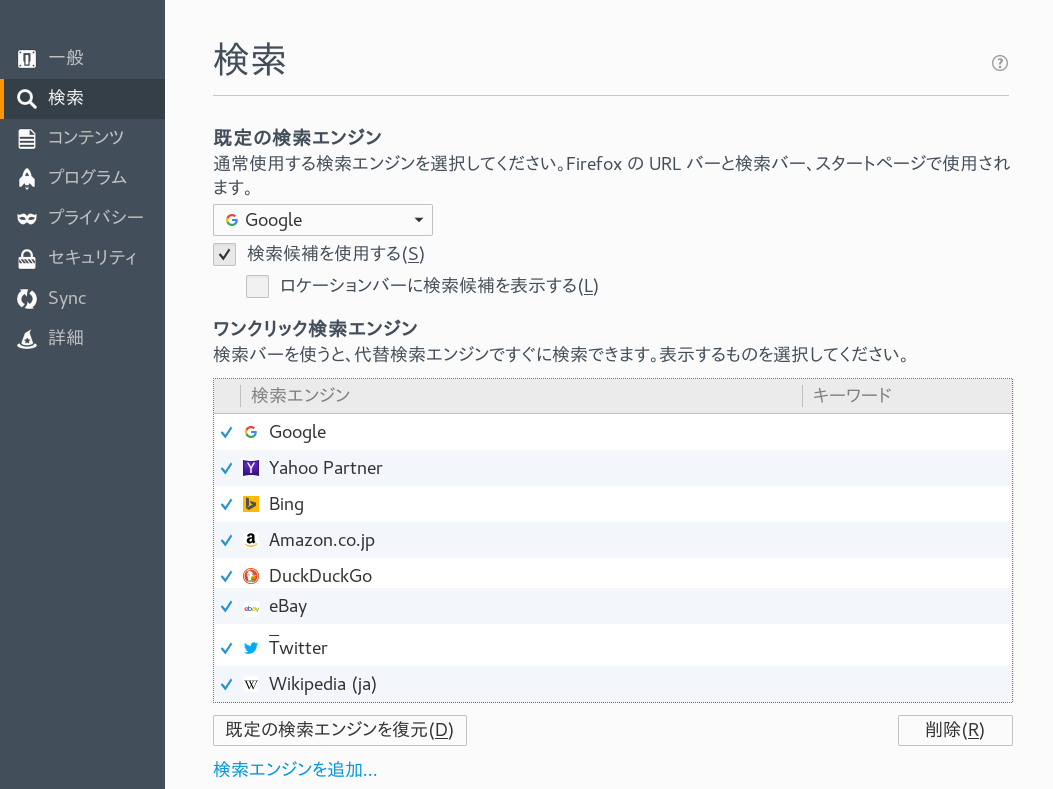 一般
検索
コンテンツ
プログラム
プライバシー
セキュリティ
Sync
詳細
検索
既定の検索エンジン
通常使用する検索エンジンを選択してください。Firefox の URL バーと検索バー、スタートページで使用され
ます。
Google
検索候補を使用する(S)
ロケーションバーに検索候補を表示する(L)
ワンクリック検索エンジン
検索バーを使うと、代替検索エンジンですぐに検索できます。表示するものを選択してください。
検索エンジン キーワード
Google
Yahoo Partner
Bing
Amazon.co.jp
DuckDuckGo
eBay
Twitter
Wikipedia (ja)
既定の検索エンジンを復元(D) 削除(R)
検索エンジンを追加...